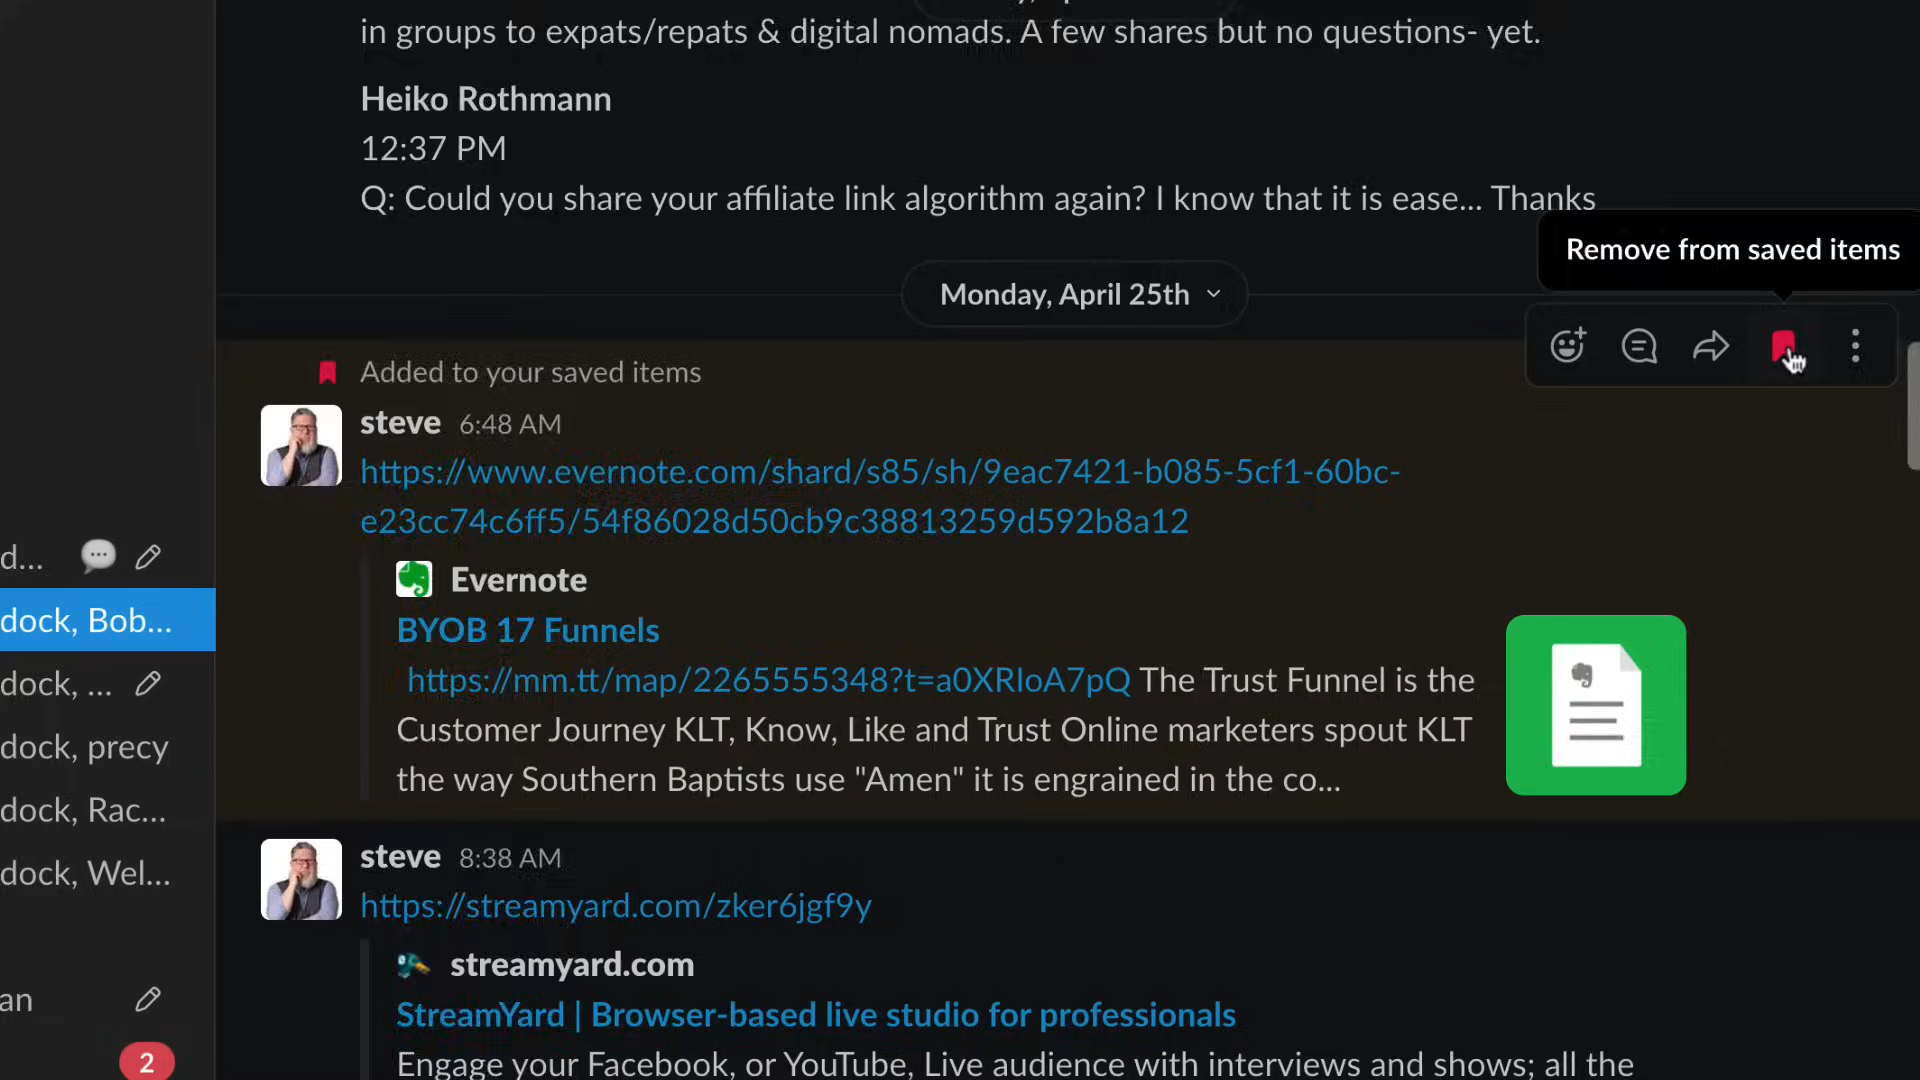 in groups to expats/repats & digital nomads. A few shares but no questions- yet.
Heiko Rothmann
12:37 PM
Q: Could you share your affiliate link algorithm again? I know that it is ease... Thanks
Remove from saved items
Monday, April 25th
Added to your saved items
steve 6:48 AM
https://www.evernote.com/shard/s85/sh/9eac7421-b085-5cf1-60bc-
e23cc74c6ff5/54f86028d50cb9c38813259d592b8a12
d...
Evernote
dock, Bob...
BYOB 17 Funnels
dock, ...
https://mm.tt/map/2265555348?t=a0XRIoA7pQ The Trust Funnel is the
Customer Journey KLT, Know, Like and Trust Online marketers spout KLT
dock, precy
the way Southern Baptists use "Amen" it is engrained in the co...
dock, Rac...
steve 8:38 AM
dock, Wel...
https://streamyard.com/zker6jgf9y
streamyard.com
an
StreamYard | Browser-based live studio for professionals
2
Engage your Facebook, or YouTube, Live audience with interviews and shows; all the